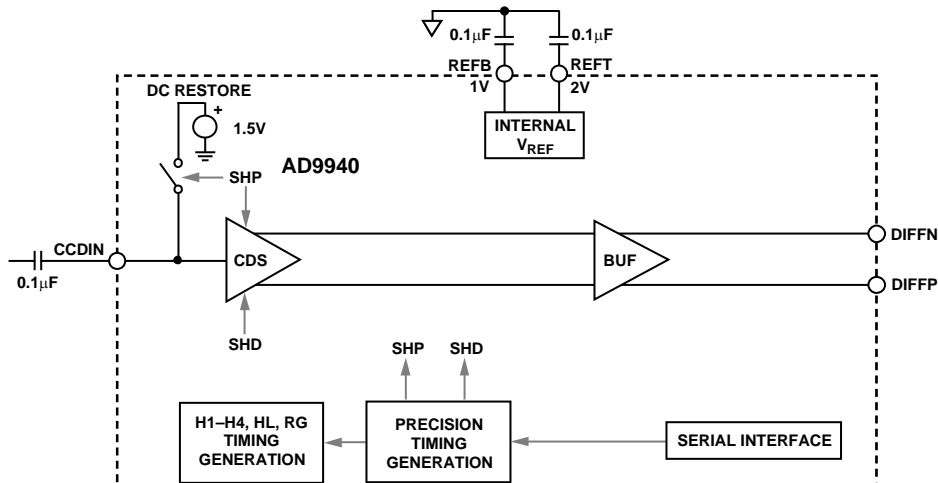 0.1μF
0.1μF
REFB
REFT
1V
2V
DC RESTORE
+
1.5V
INTERNAL
VREF
AD9940
SHP
CCDIN
0.1μF
CDS
BUF
DIFFN
DIFFP
SHD
SHP
SHD
H1–H4, HL, RG
TIMING
GENERATION
PRECISION
TIMING
GENERATION
SERIAL INTERFACE